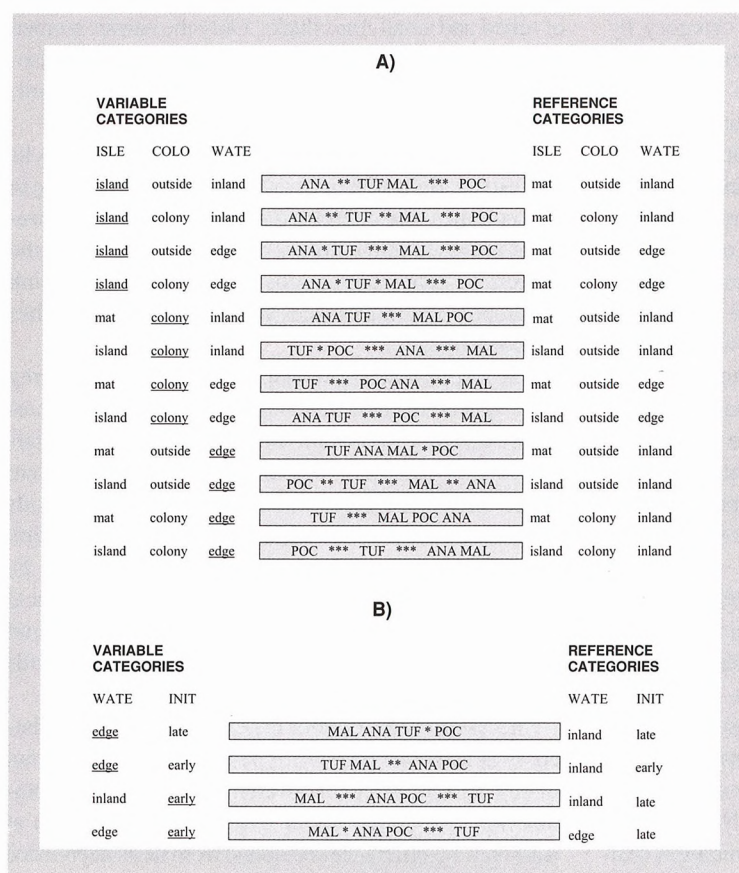 A)
VARIABLE CATEGORIES REFERENCE CATEGORIES
ISLE COLO WATE ISLE COLO WATE
island outside inland ANA ** TUF MAL *** POC mat outside inland
island colony inland ANA ** TUF ** MAL *** POC mat colony inland
island outside edge ANA * TUF *** MAL *** POC mat outside edge
island colony edge ANA * TUF * MAL *** POC mat colony edge
mat colony inland ANA TUF *** MAL POC mat outside inland
island colony inland TUF * POC *** ANA *** MAL island outside inland
mat colony edge TUF *** POC ANA *** MAL mat outside edge
island colony edge ANA TUF *** POC *** MAL island outside edge
mat outside edge TUF ANA MAL * POC mat outside inland
island outside edge POC ** TUF *** MAL ** ANA island outside inland
mat colony edge TUF *** MAL POC ANA mat colony inland
island colony edge POC *** TUF *** ANA MAL island colony inland
B)
VARIABLE CATEGORIES REFERENCE CATEGORIES
WATE INIT WATE INIT
edge late MAL ANA TUF * POC inland late
edge early TUF MAL ** ANA POC inland early
inland early MAL *** ANA POC *** TUF inland late
edge early MAL * ANA POC *** TUF edge late